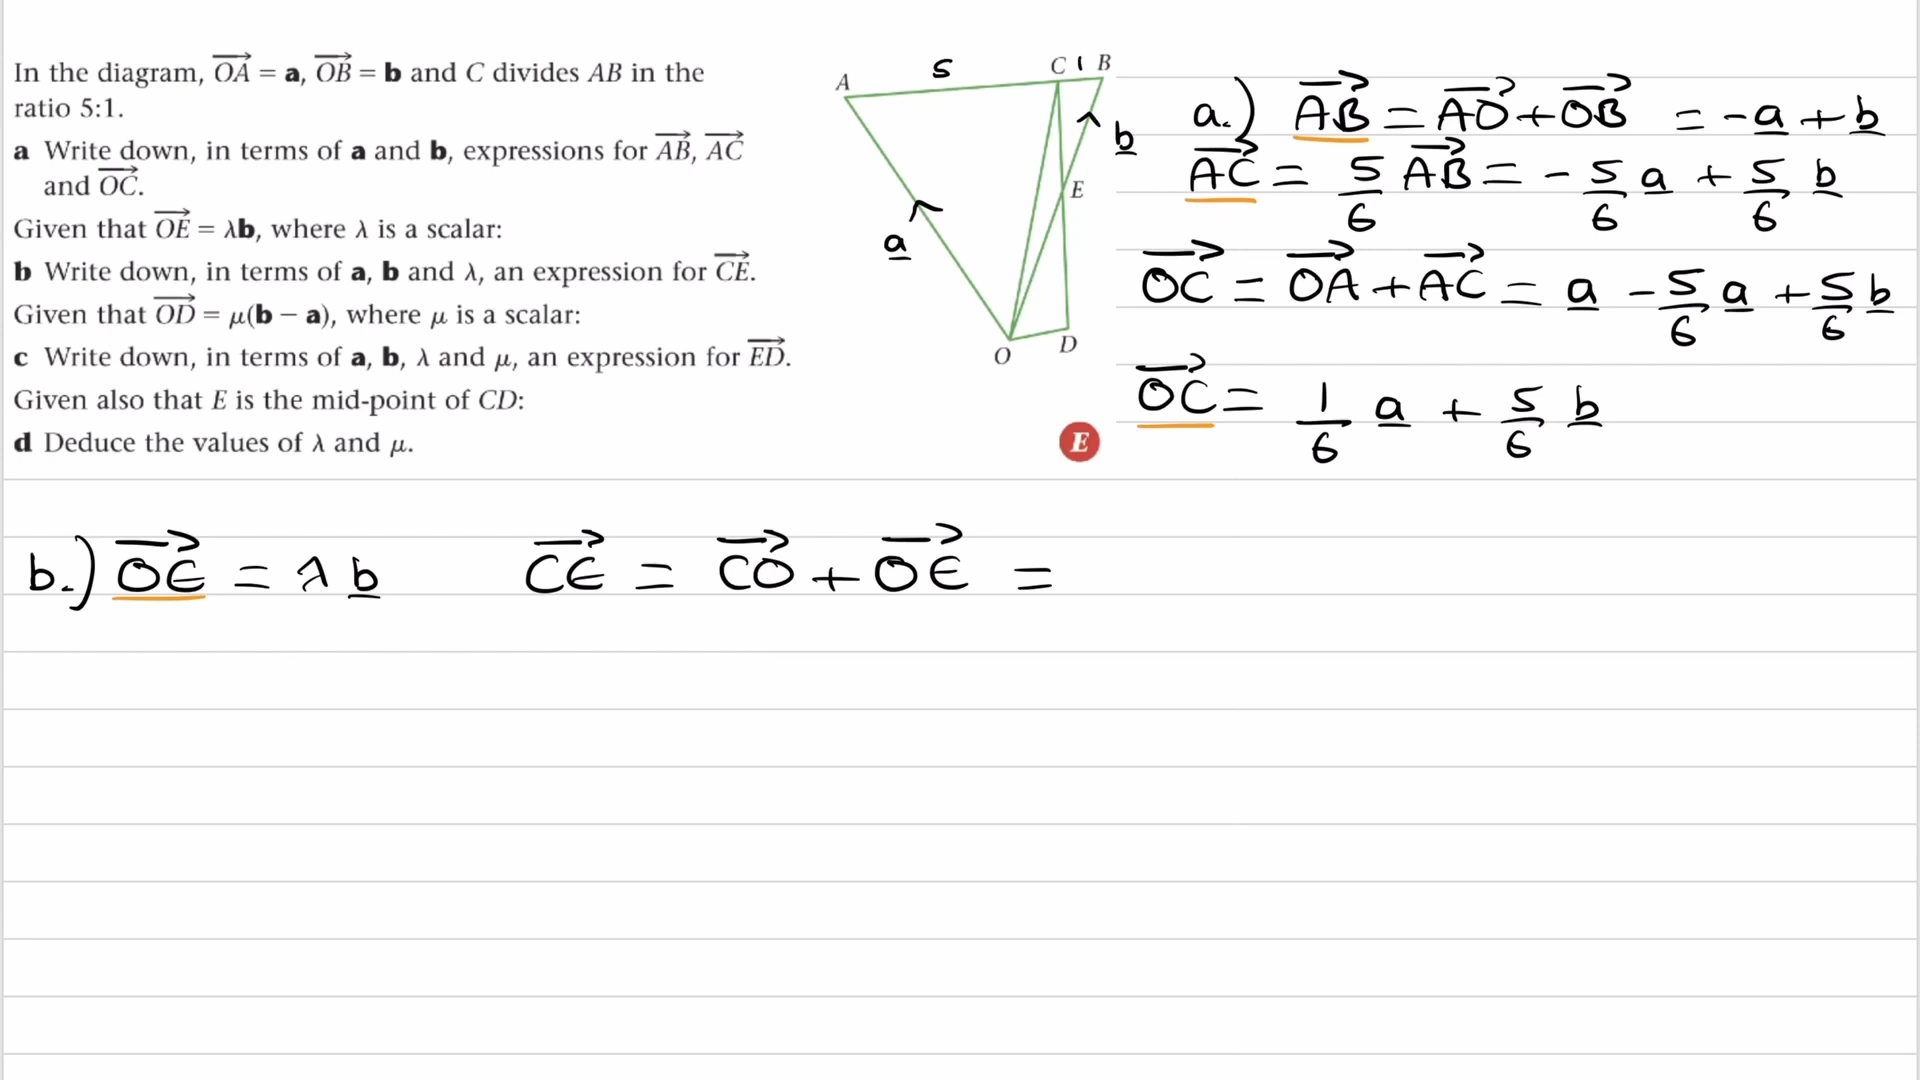 In the diagram, →OA = a, →OB = b and C divides AB in the
ratio 5:1.
a Write down, in terms of a and b, expressions for →AB, →AC
and →OC.
Given that →OE = λb, where λ is a scalar:
b Write down, in terms of a, b and λ, an expression for →CE.
Given that →OD = μ(b − a), where μ is a scalar:
c Write down, in terms of a, b, λ and μ, an expression for →ED.
Given also that E is the mid-point of CD:
d Deduce the values of λ and μ.
A 5 C 1 B
b
E
a
O D
E
a.) →AB = →AO + →OB = -a + b
→AC = 5/6 →AB = -5/6 a + 5/6 b
→OC = →OA + →AC = a - 5/6 a + 5/6 b
→OC = 1/6 a + 5/6 b
b.) →OE = λ b →CE = →CO + →OE =